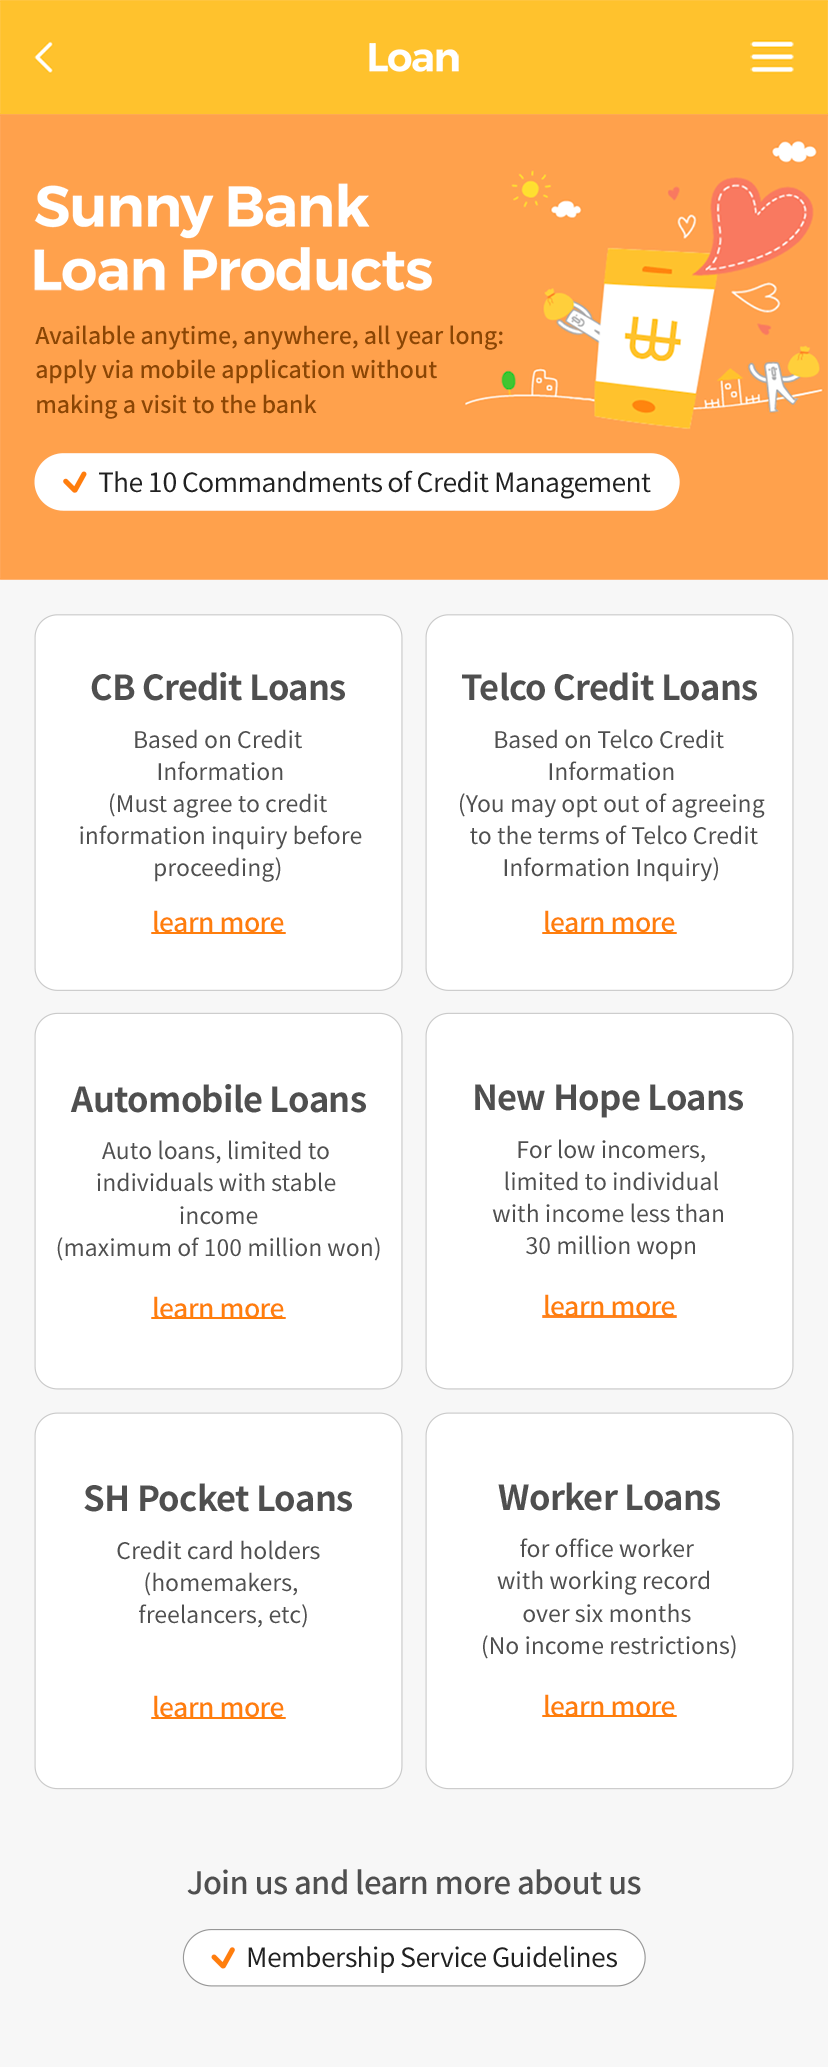 Loan
Sunny Bank
Loan Products
Available anytime, anywhere, all year long:
apply via mobile application without
making a visit to the bank
The 10 Commandments of Credit Management
CB Credit Loans
Based on Credit
Information
(Must agree to credit
information inquiry before
proceeding)
learn more
Telco Credit Loans
Based on Telco Credit
Information
(You may opt out of agreeing
to the terms of Telco Credit
Information Inquiry)
learn more
Automobile Loans
Auto loans, limited to
individuals with stable
income
(maximum of 100 million won)
learn more
New Hope Loans
For low incomers,
limited to individual
with income less than
30 million wopn
learn more
SH Pocket Loans
Credit card holders
(homemakers,
freelancers, etc)
learn more
Worker Loans
for office worker
with working record
over six months
(No income restrictions)
learn more
Join us and learn more about us
Membership Service Guidelines